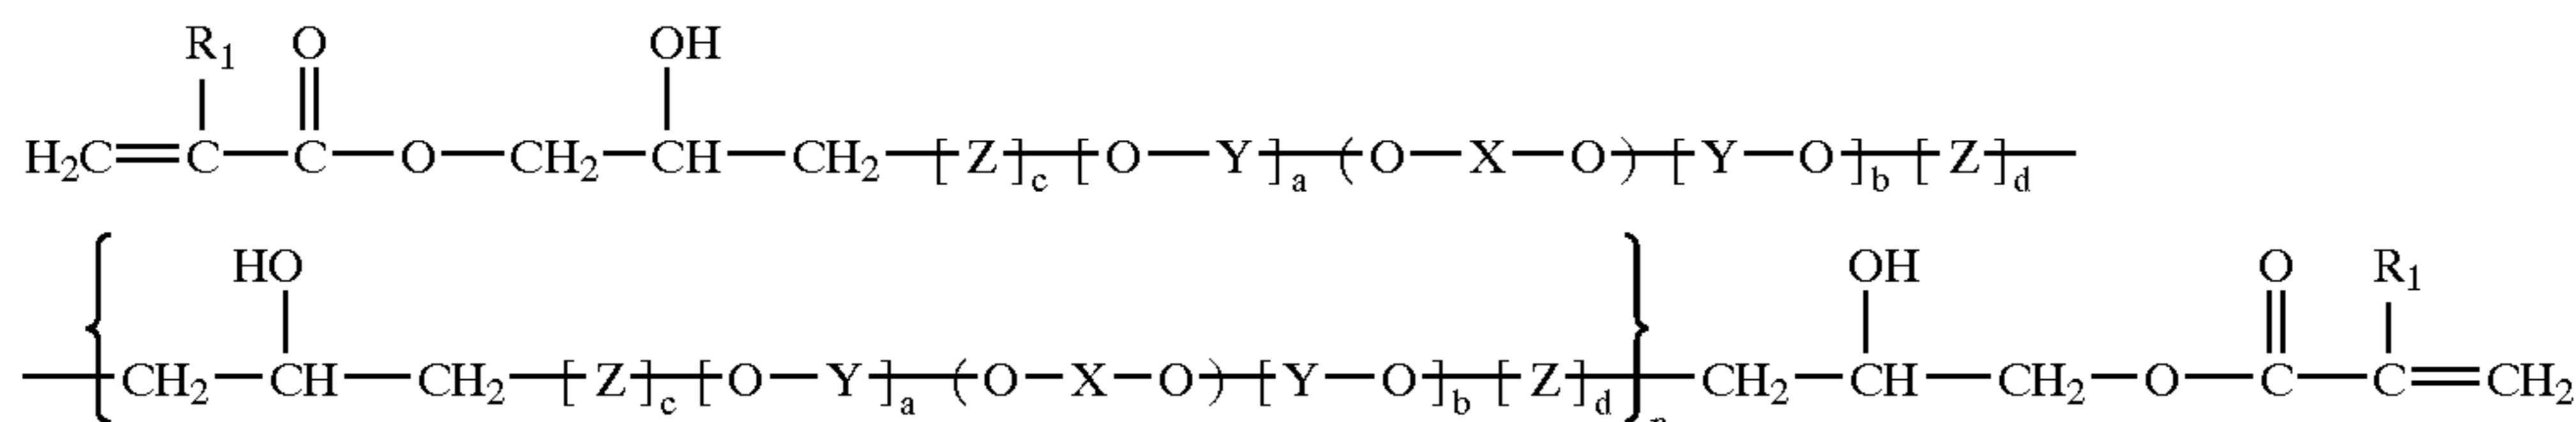 R1 O OH
H2C=C—C—O—CH2—CH—CH2—[Z]c[O—Y]a(O—X—O)[Y—O]b[Z]d—
HO OH O R1
—{CH2—CH—CH2—[Z]c[O—Y]a(O—X—O)[Y—O]b[Z]d}CH2—CH—CH2—O—C—C=CH2